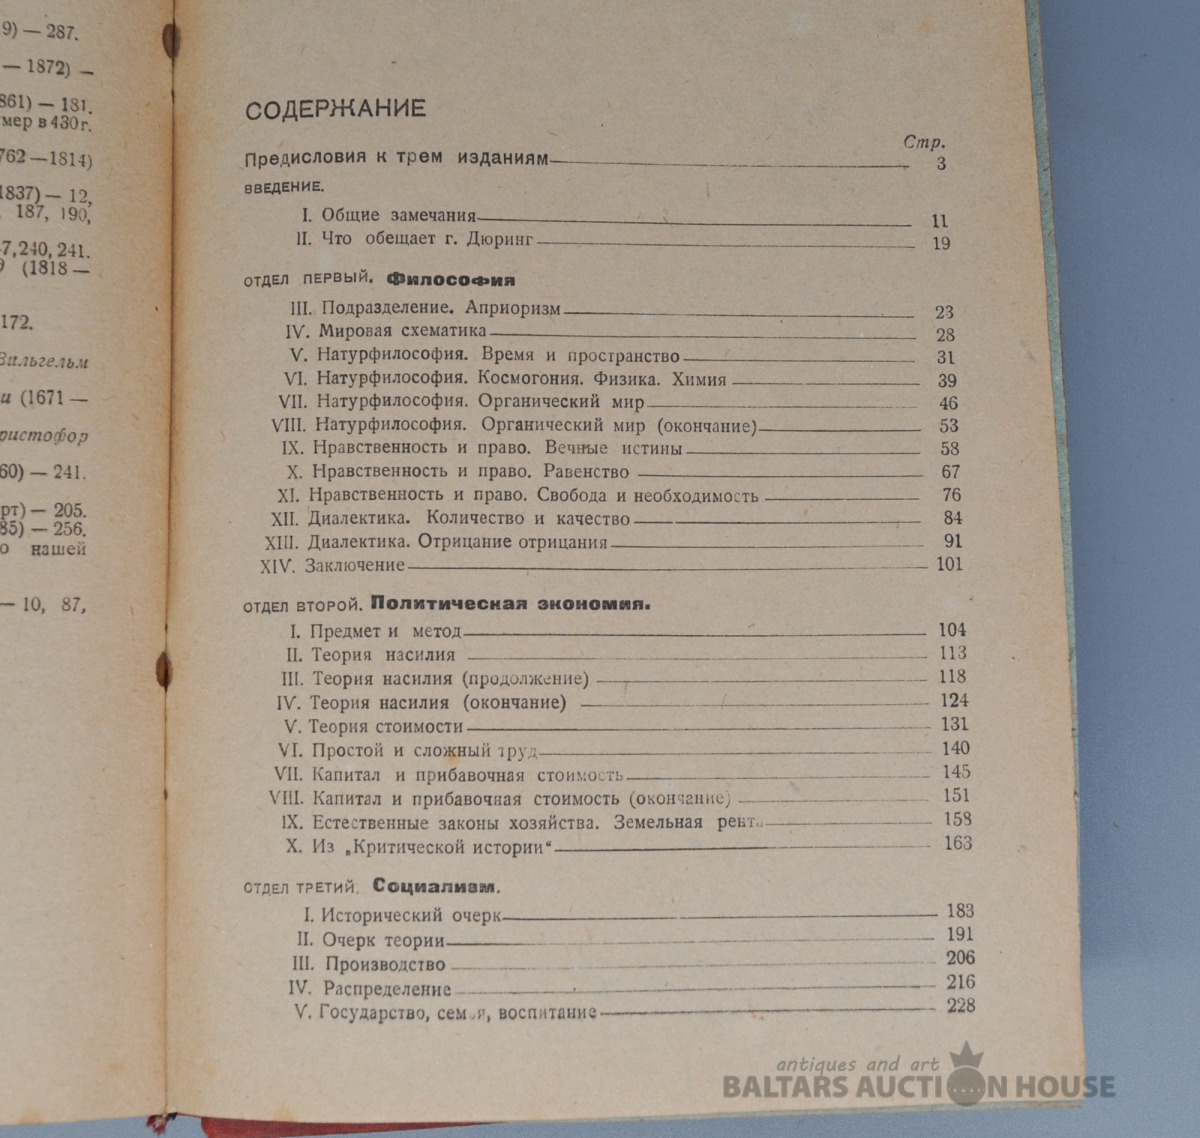 9) — 287.
— 1872) —
861) — 181.
мер в 430 г.
762 —1814)
1837) — 12,
187, 190,
7, 240, 241.
(1818 —
172.
Вильгельм
и (1671 —
ристофор
60) — 241.
рт) — 205.
85) — 256.
о нашей
— 10, 87,
СОДЕРЖАНИЕ
Стр.
Предисловия к трем изданиям 3
ВВЕДЕНИЕ.
I. Общие замечания 11
II. Что обещает г. Дюринг 19
ОТДЕЛ ПЕРВЫЙ. Философия
III. Подразделение. Априоризм 23
IV. Мировая схематика 28
V. Натурфилософия. Время и пространство 31
VI. Натурфилософия. Космогония. Физика. Химия 39
VII. Натурфилософия. Органический мир 46
VIII. Натурфилософия. Органический мир (окончание) 53
IX. Нравственность и право. Вечные истины 58
X. Нравственность и право. Равенство 67
XI. Нравственность и право. Свобода и необходимость 76
XII. Диалектика. Количество и качество 84
XIII. Диалектика. Отрицание отрицания 91
XIV. Заключение 101
ОТДЕЛ ВТОРОЙ. Политическая экономия.
I. Предмет и метод 104
II. Теория насилия 113
III. Теория насилия (продолжение) 118
IV. Теория насилия (окончание) 124
V. Теория стоимости 131
VI. Простой и сложный труд 140
VII. Капитал и прибавочная стоимость 145
VIII. Капитал и прибавочная стоимость (окончание) 151
IX. Естественные законы хозяйства. Земельная рента 158
X. Из „Критической истории“ 163
ОТДЕЛ ТРЕТИЙ. Социализм.
I. Исторический очерк 183
II. Очерк теории 191
III. Производство 206
IV. Распределение 216
V. Государство, семья, воспитание 228
antiques and art
BALTARS AUCTION HOUSE